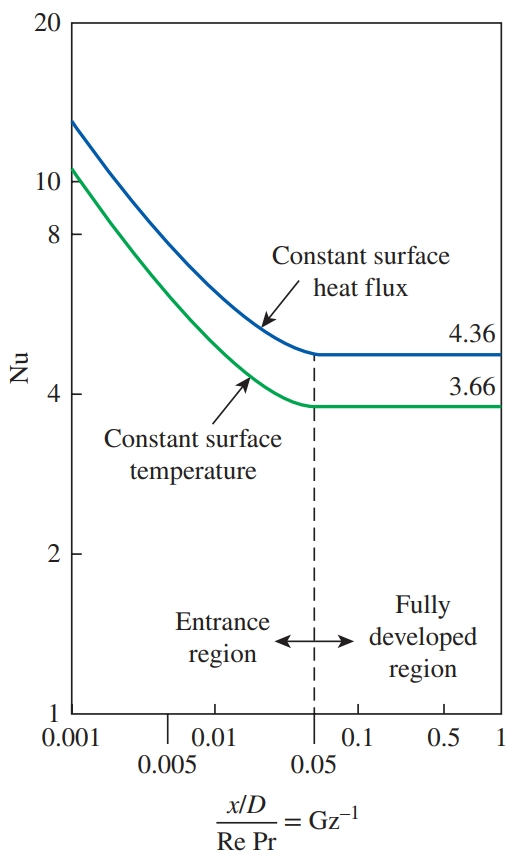 20
10
8
4
2
1
Nu
Constant surface
heat flux
4.36
3.66
Constant surface
temperature
Entrance
region
Fully
developed
region
0.001
0.005
0.01
0.05
0.1
0.5
1
x/D
Re Pr
= Gz⁻¹